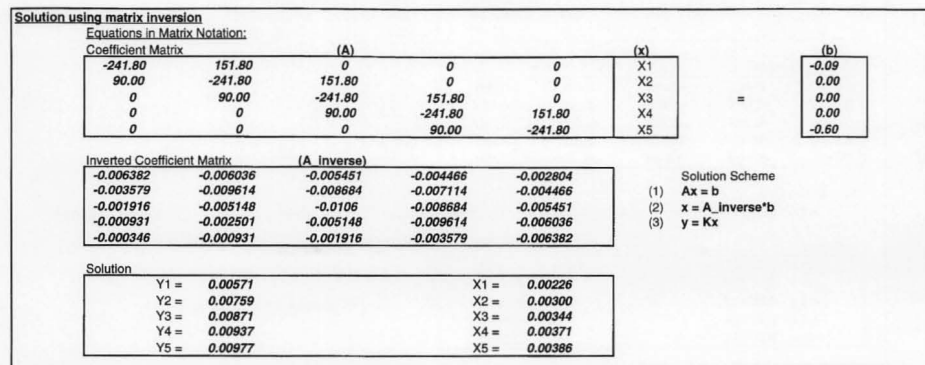 Solution using matrix inversion
Equations in Matrix Notation:
Coefficient Matrix (A) (x) (b)
-241.80 151.80 0 0 0 X1 -0.09
90.00 -241.80 151.80 0 0 X2 0.00
0 90.00 -241.80 151.80 0 X3 = 0.00
0 0 90.00 -241.80 151.80 X4 0.00
0 0 0 90.00 -241.80 X5 -0.60
Inverted Coefficient Matrix (A_inverse)
-0.006382 -0.006036 -0.005451 -0.004466 -0.002804 Solution Scheme
-0.003579 -0.009614 -0.008684 -0.007114 -0.004466 (1) Ax = b
-0.001916 -0.005148 -0.0106 -0.008684 -0.005451 (2) x = A_inverse*b
-0.000931 -0.002501 -0.005148 -0.009614 -0.006036 (3) y = Kx
-0.000346 -0.000931 -0.001916 -0.003579 -0.006382
Solution
Y1 = 0.00571 X1 = 0.00226
Y2 = 0.00759 X2 = 0.00300
Y3 = 0.00871 X3 = 0.00344
Y4 = 0.00937 X4 = 0.00371
Y5 = 0.00977 X5 = 0.00386